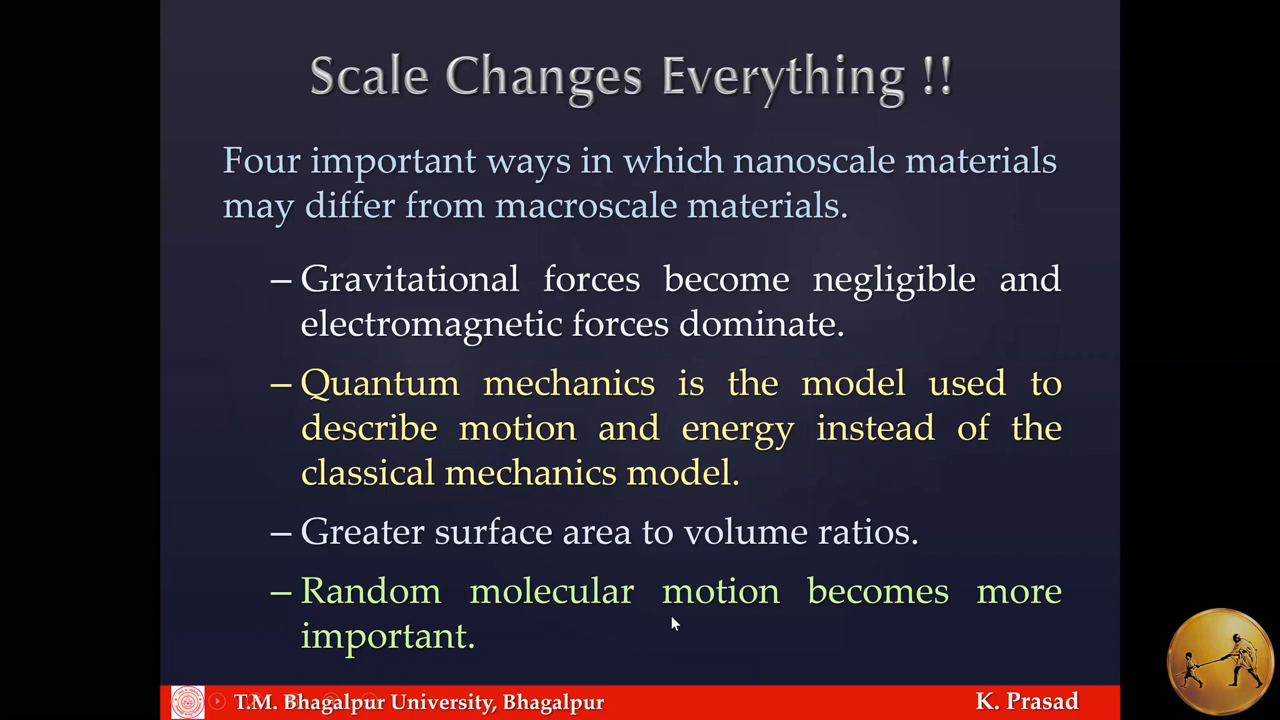 Scale Changes Everything !!
Four important ways in which nanoscale materials
may differ from macroscale materials.
– Gravitational forces become negligible and
electromagnetic forces dominate.
– Quantum mechanics is the model used to
describe motion and energy instead of the
classical mechanics model.
– Greater surface area to volume ratios.
– Random molecular motion becomes more
important.
T.M. Bhagalpur University, Bhagalpur
K. Prasad